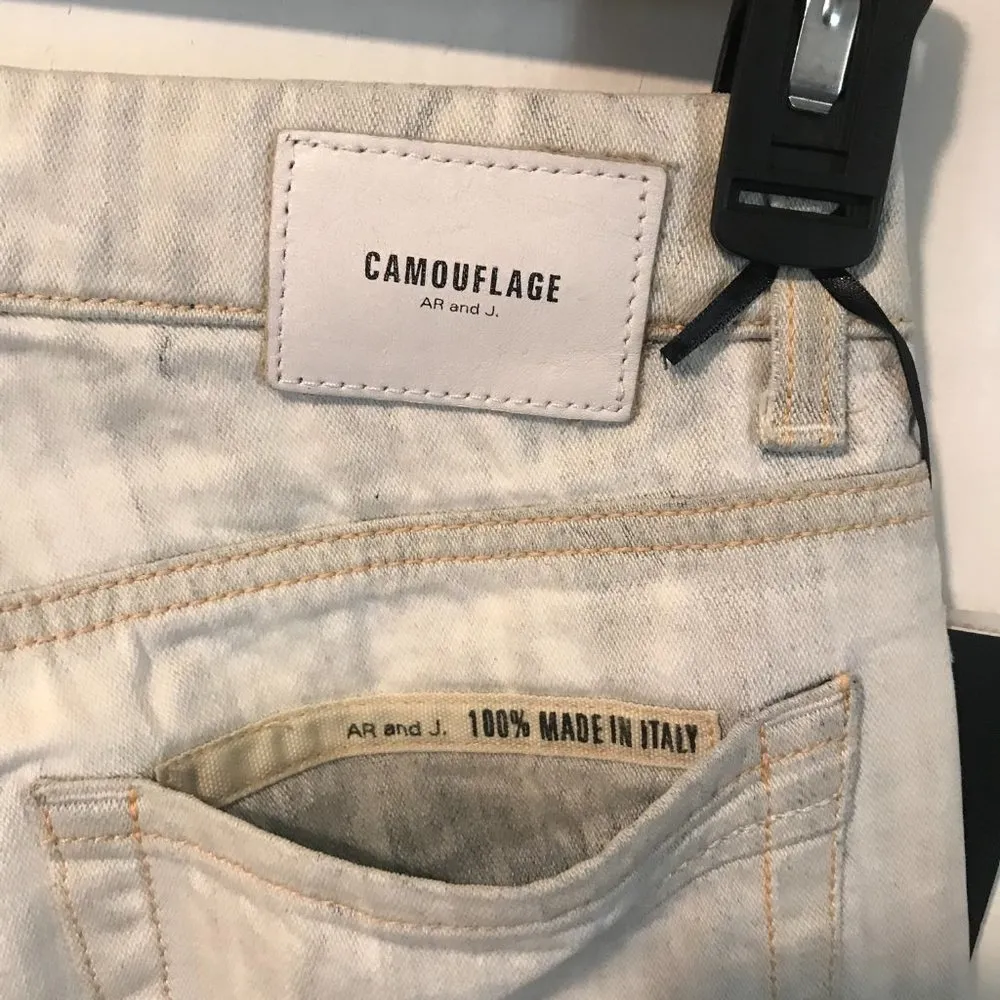 CAMOUFLAGE
AR and J.
AR and J. 100% MADE IN ITALY